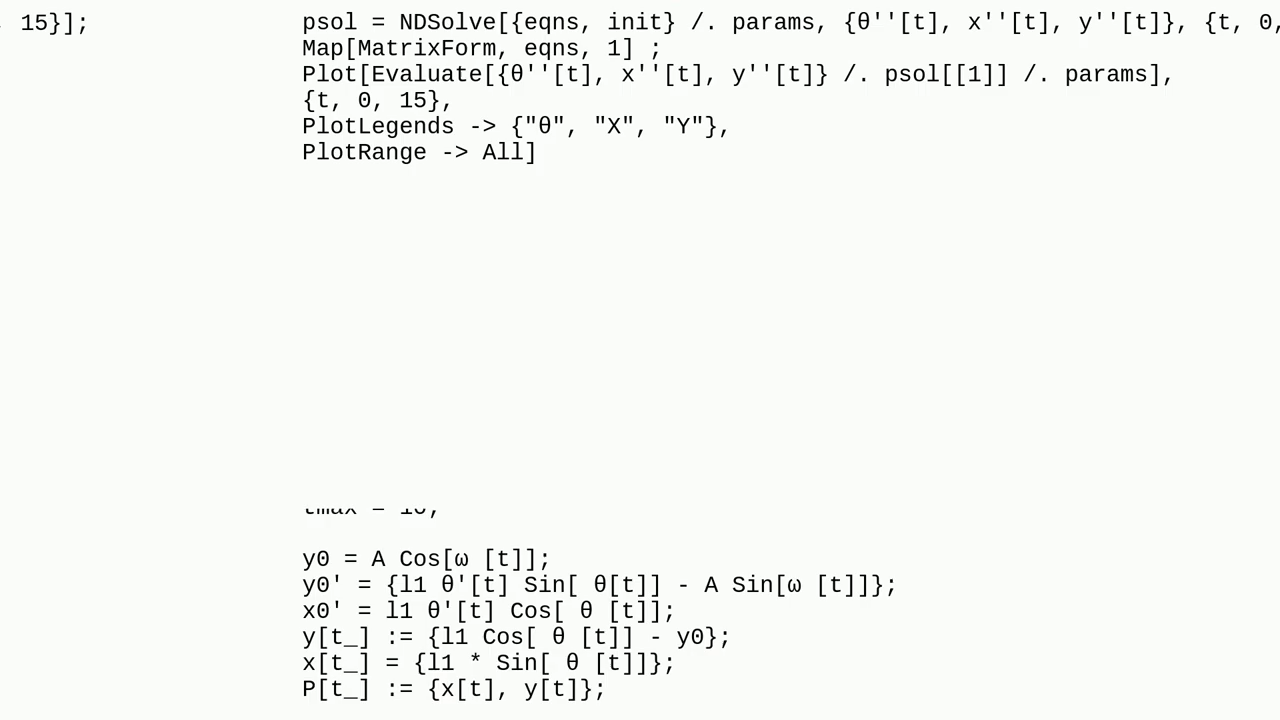 , 15}];
psol = NDSolve[{eqns, init} /. params, {θ''[t], x''[t], y''[t]}, {t, 0,
Map[MatrixForm, eqns, 1] ;
Plot[Evaluate[{θ''[t], x''[t], y''[t]} /. psol[[1]] /. params],
{t, 0, 15},
PlotLegends -> {"θ", "X", "Y"},
PlotRange -> All]
y0 = A Cos[ω [t]];
y0' = {l1 θ'[t] Sin[ θ[t]] - A Sin[ω [t]]};
x0' = l1 θ'[t] Cos[ θ [t]];
y[t_] := {l1 Cos[ θ [t]] - y0};
x[t_] = {l1 * Sin[ θ [t]]};
P[t_] := {x[t], y[t]};